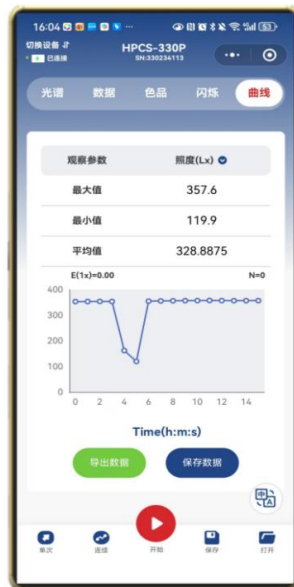 16:04
53
切换设备
已连接
HPCS-330P
SN:330234113
光谱 数据 色品 闪烁 曲线
观察参数 照度(Lx)
最大值 357.6
最小值 119.9
平均值 328.8875
E(1x)=0.00 N=0
400
300
200
100
0
0 2 4 6 8 10 12 14
Time(h:m:s)
导出数据 保存数据
中 A
单次 连续 开始 保存 打开